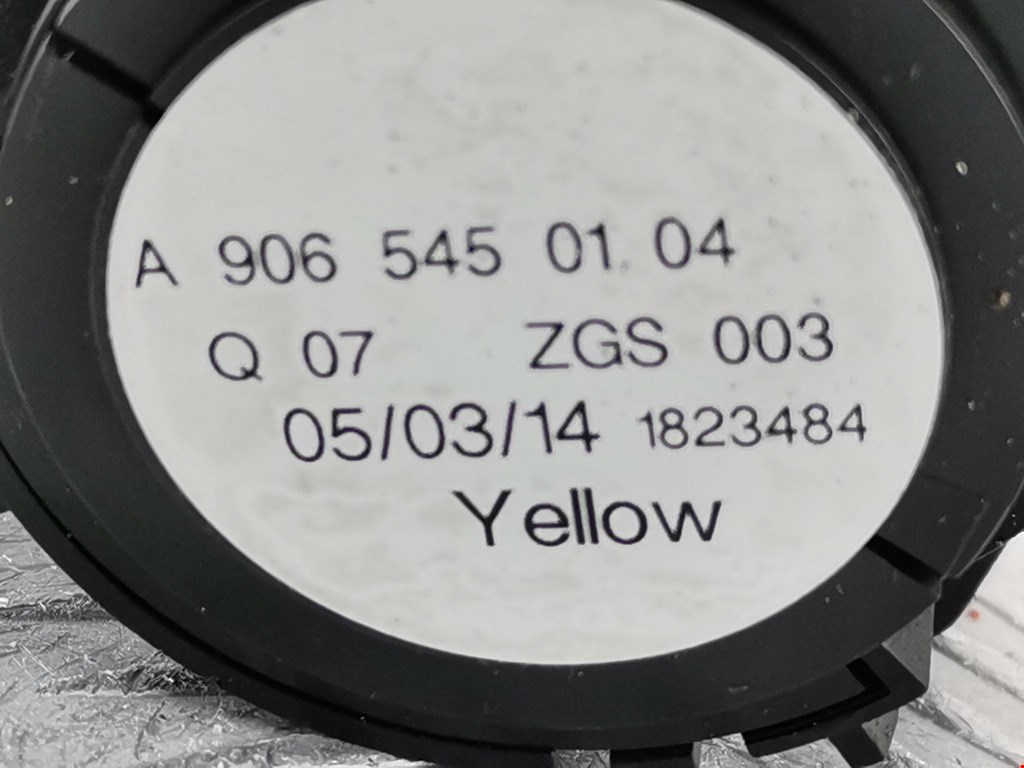 A 906 545 01 04
Q 07 ZGS 003
05/03/14 1823484
Yellow